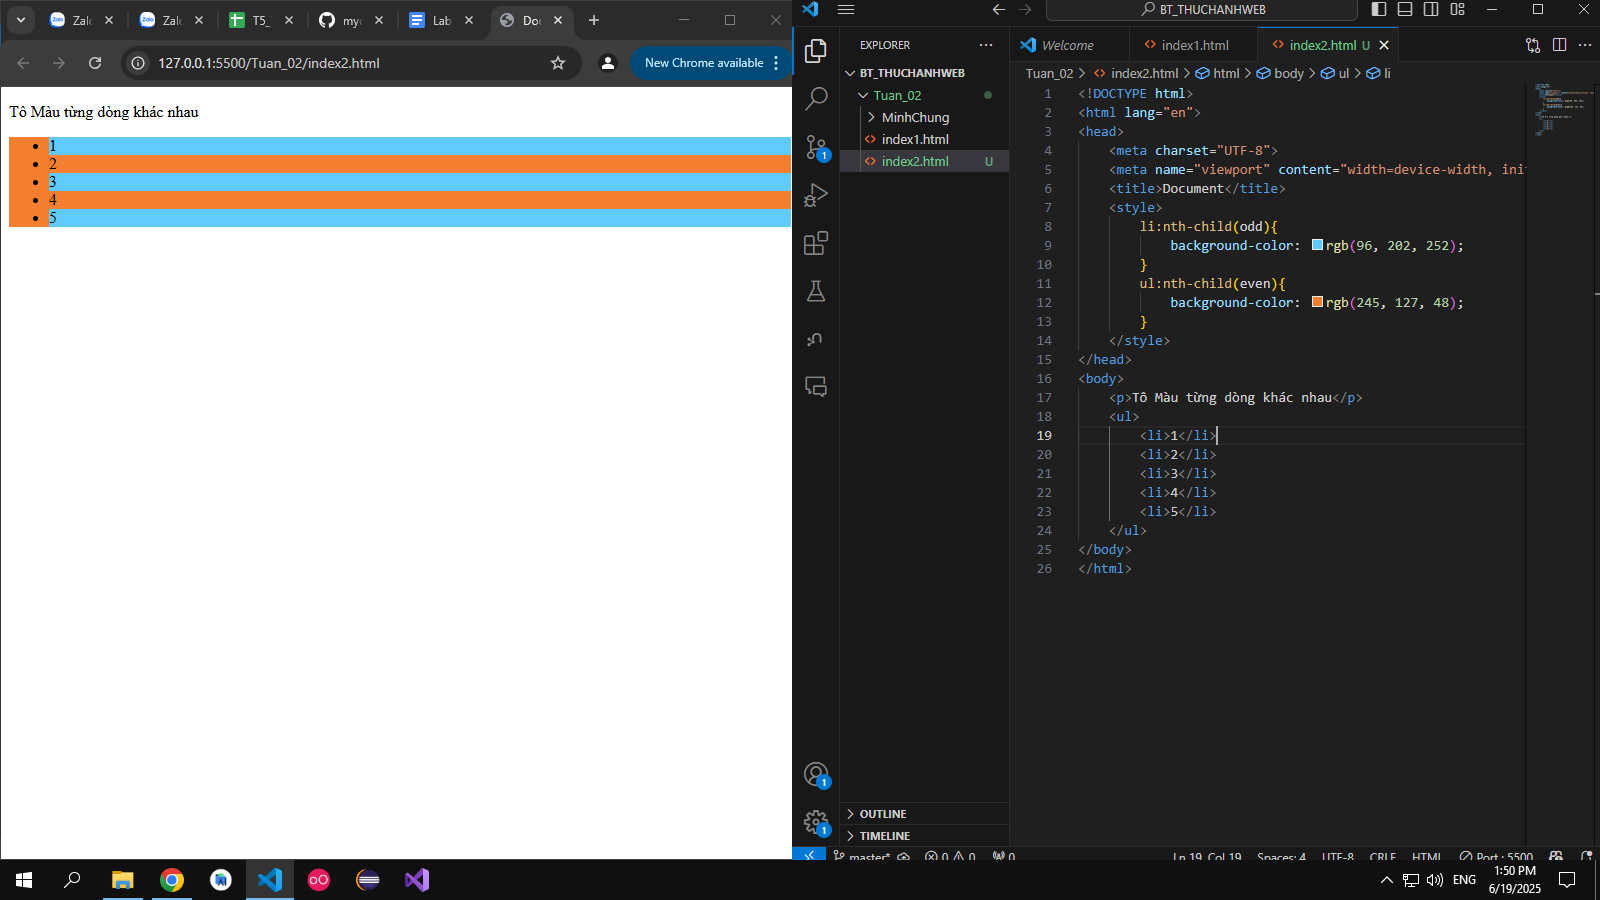 Zalo
Zalo
T5_
myc
Lab
Doc
127.0.0.1:5500/Tuan_02/index2.html
New Chrome available
Tô Màu từng dòng khác nhau
1
2
3
4
5
BT_THUCHANHWEB
EXPLORER
BT_THUCHANHWEB
Tuan_02
MinhChung
index1.html
index2.html U
OUTLINE
TIMELINE
1
1
1
Welcome
index1.html
index2.html U
Tuan_02 > index2.html > html > body > ul > li
1 <!DOCTYPE html>
2 <html lang="en">
3 <head>
4 <meta charset="UTF-8">
5 <meta name="viewport" content="width=device-width, init
6 <title>Document</title>
7 <style>
8 li:nth-child(odd){
9 background-color: rgb(96, 202, 252);
10 }
11 ul:nth-child(even){
12 background-color: rgb(245, 127, 48);
13 }
14 </style>
15 </head>
16 <body>
17 <p>Tô Màu từng dòng khác nhau</p>
18 <ul>
19 <li>1</li>
20 <li>2</li>
21 <li>3</li>
22 <li>4</li>
23 <li>5</li>
24 </ul>
25 </body>
26 </html>
master* 0 0 0 Ln 19, Col 19 Spaces: 4 UTF-8 CRLF HTML Port : 5500
ENG
1:50 PM
6/19/2025